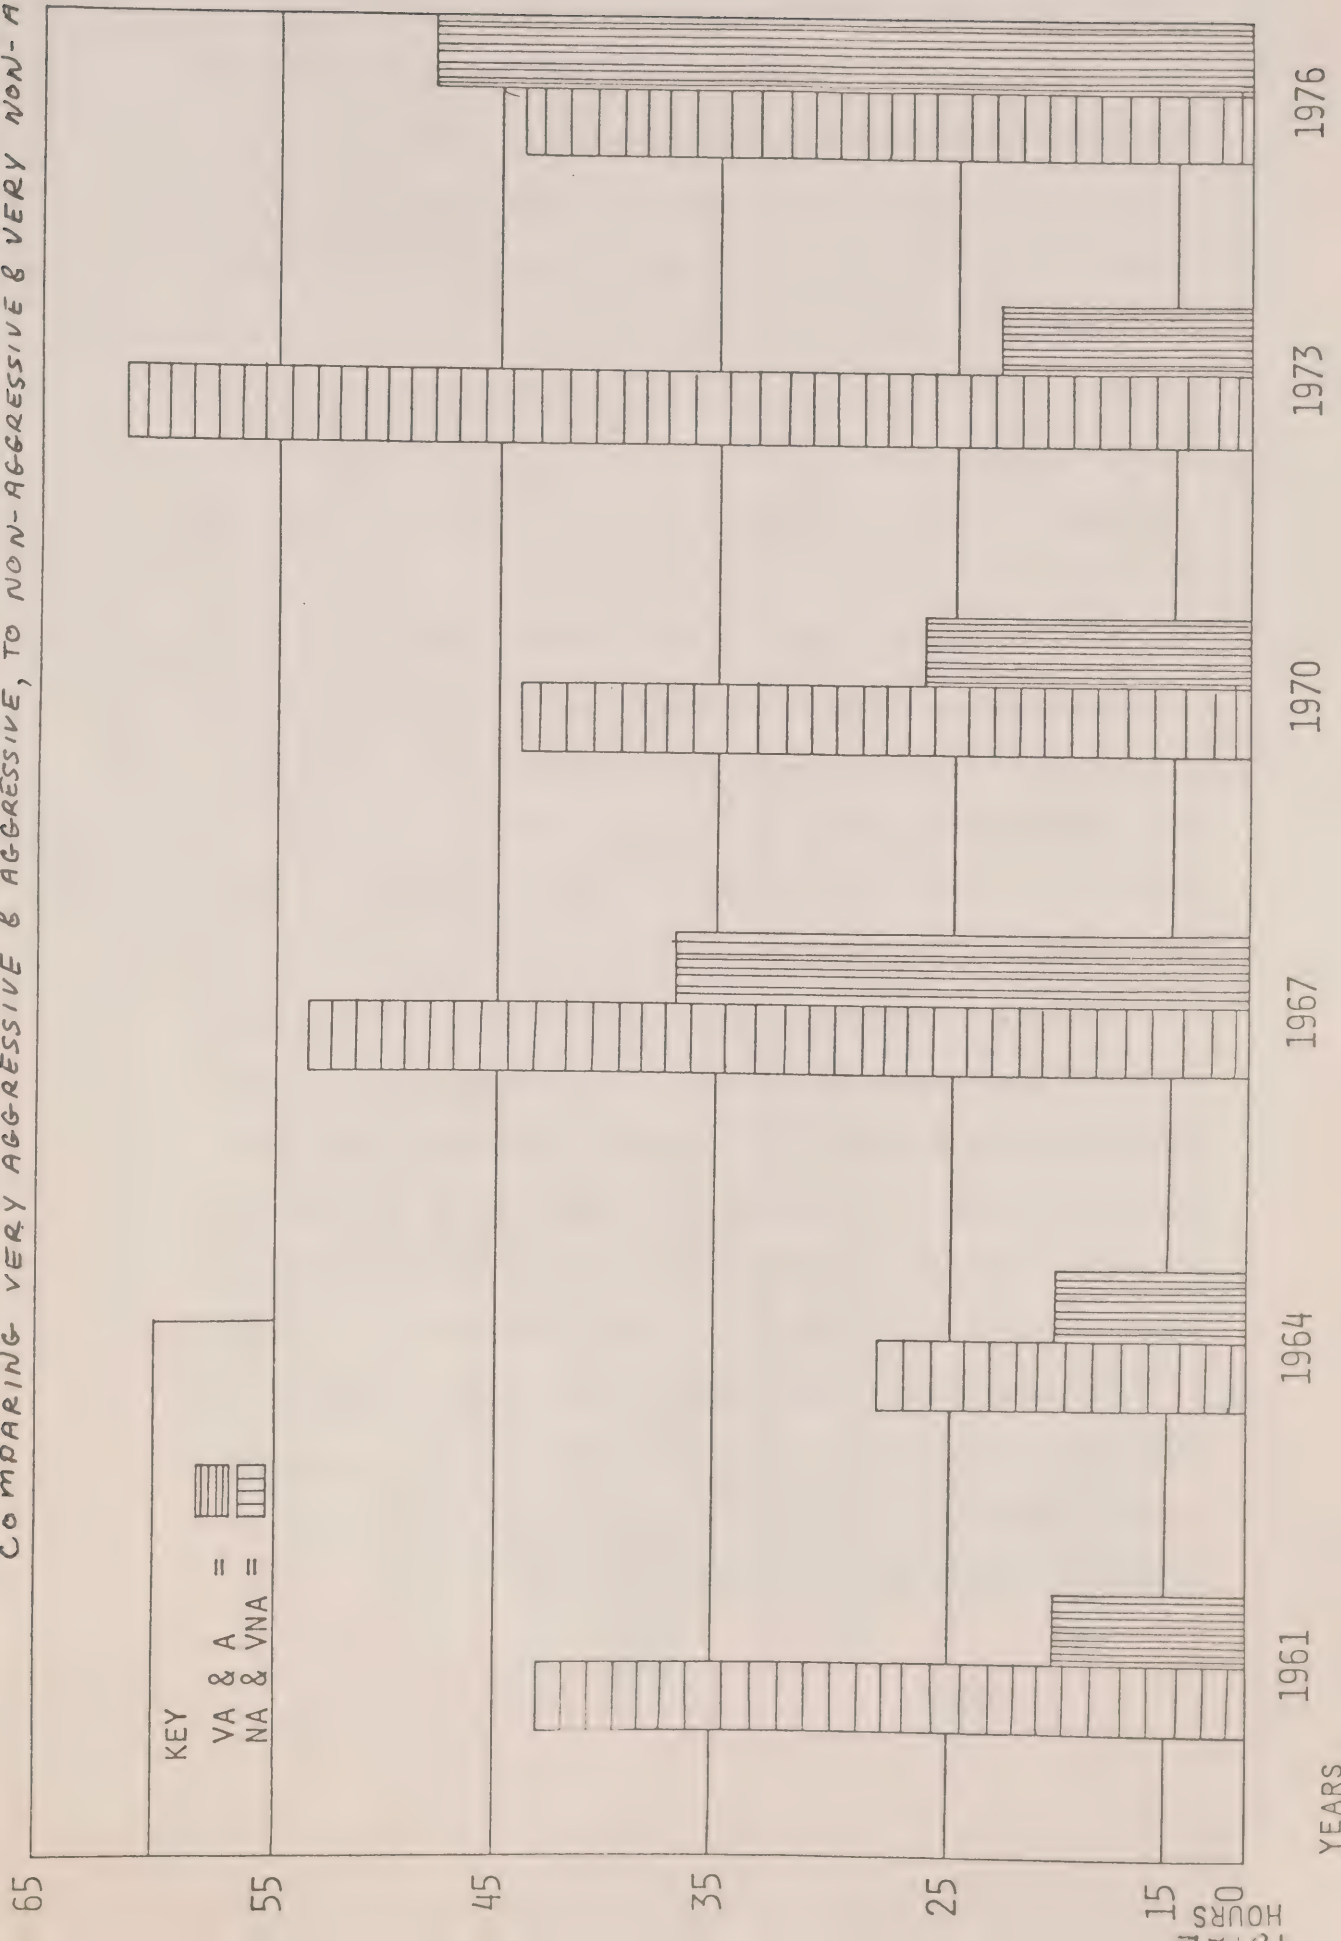 COMPARING VERY AGGRESSIVE & AGGRESSIVE, TO NON-AGGRESSIVE & VERY NON-A
65
55
45
35
25
15
0
HOURS
KEY
VA & A =
NA & VNA =
YEARS
1961
1964
1967
1970
1973
1976